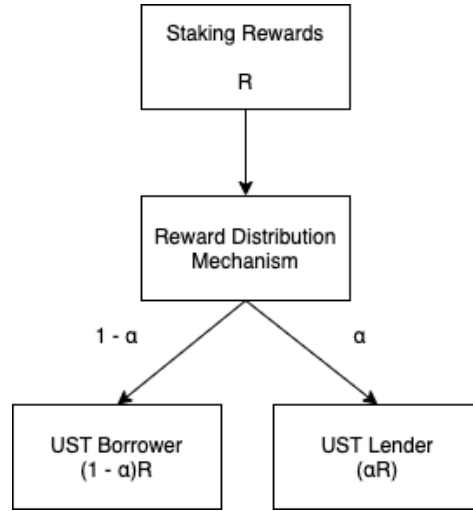 Staking Rewards
R
Reward Distribution
Mechanism
1 - α
α
UST Borrower
(1 - α)R
UST Lender
(αR)